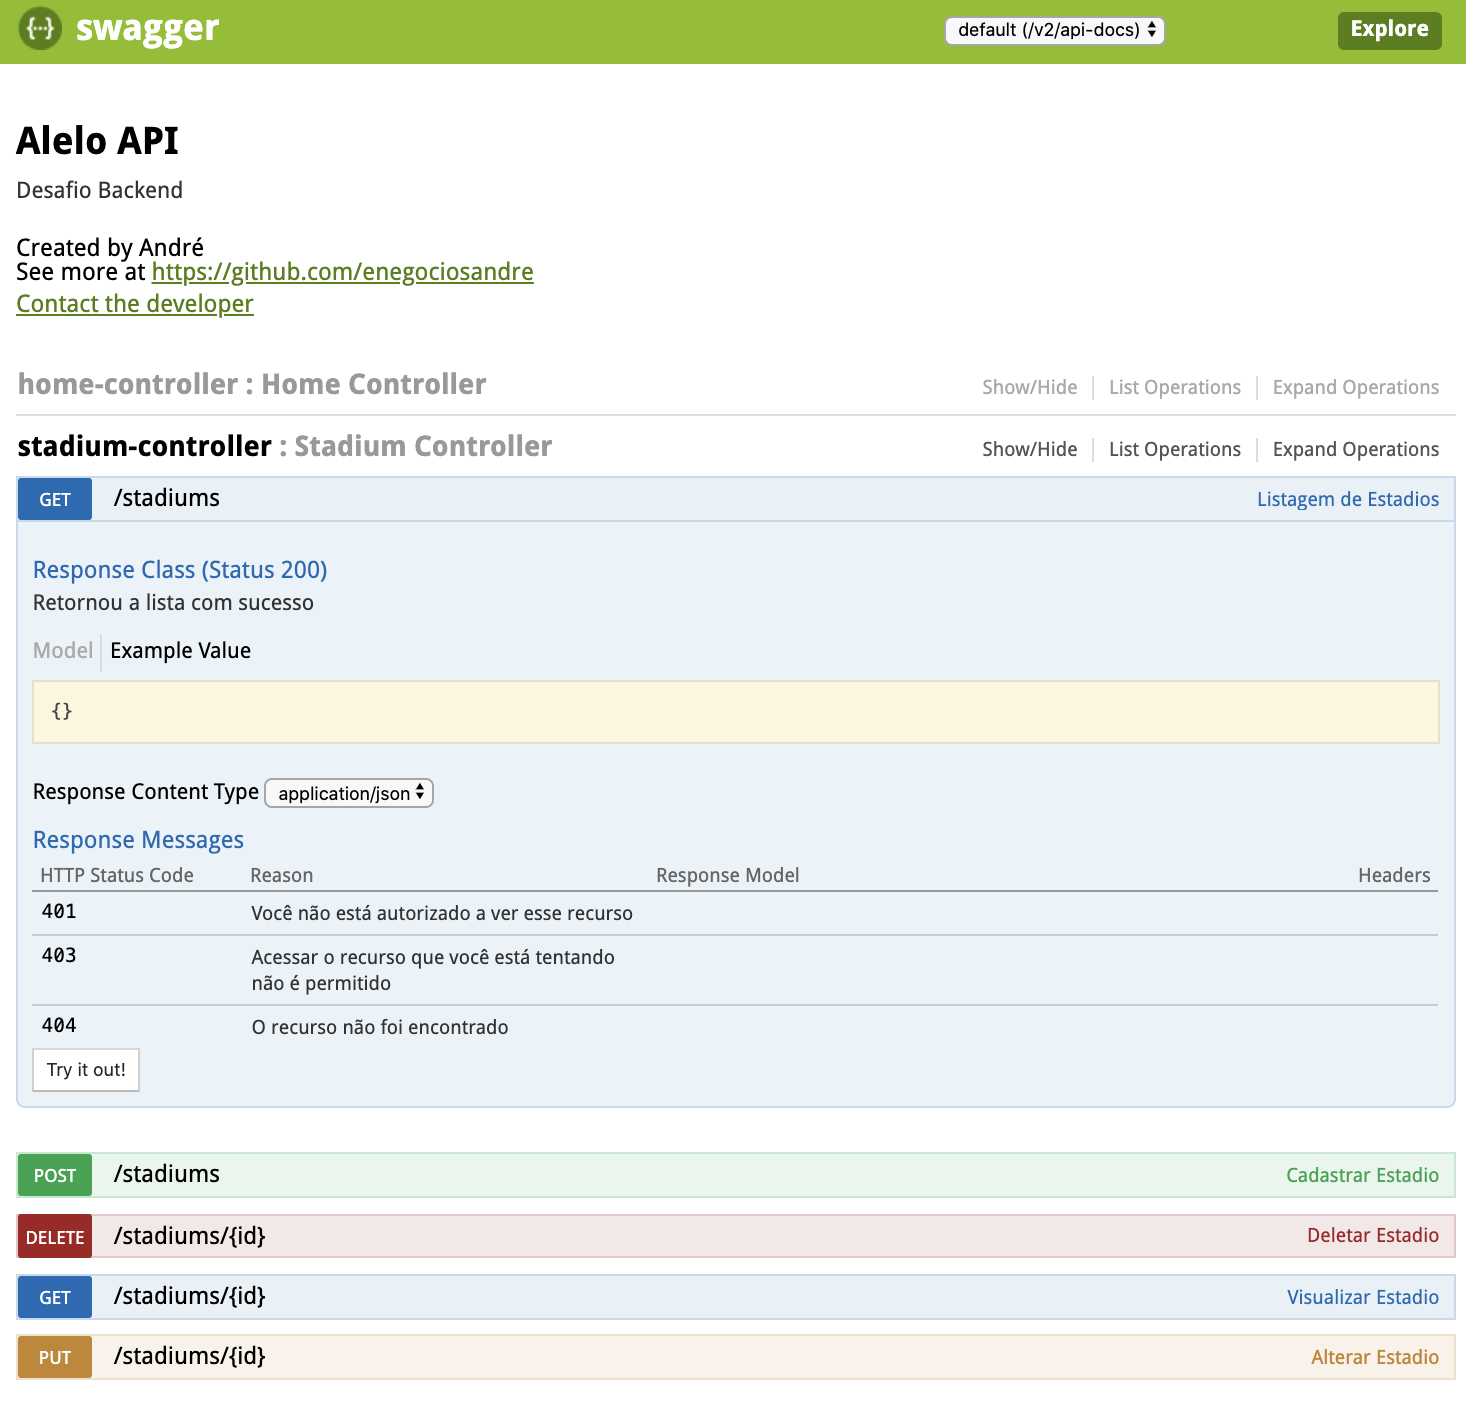 {···} swagger
default (/v2/api-docs)
Explore
Alelo API
Desafio Backend
Created by André
See more at https://github.com/enegociosandre
Contact the developer
home-controller : Home Controller
Show/Hide
List Operations
Expand Operations
stadium-controller : Stadium Controller
Show/Hide
List Operations
Expand Operations
GET /stadiums
Listagem de Estadios
Response Class (Status 200)
Retornou a lista com sucesso
Model Example Value
{}
Response Content Type application/json
Response Messages
HTTP Status Code Reason Response Model Headers
401 Você não está autorizado a ver esse recurso
403 Acessar o recurso que você está tentando
não é permitido
404 O recurso não foi encontrado
Try it out!
POST /stadiums Cadastrar Estadio
DELETE /stadiums/{id} Deletar Estadio
GET /stadiums/{id} Visualizar Estadio
PUT /stadiums/{id} Alterar Estadio